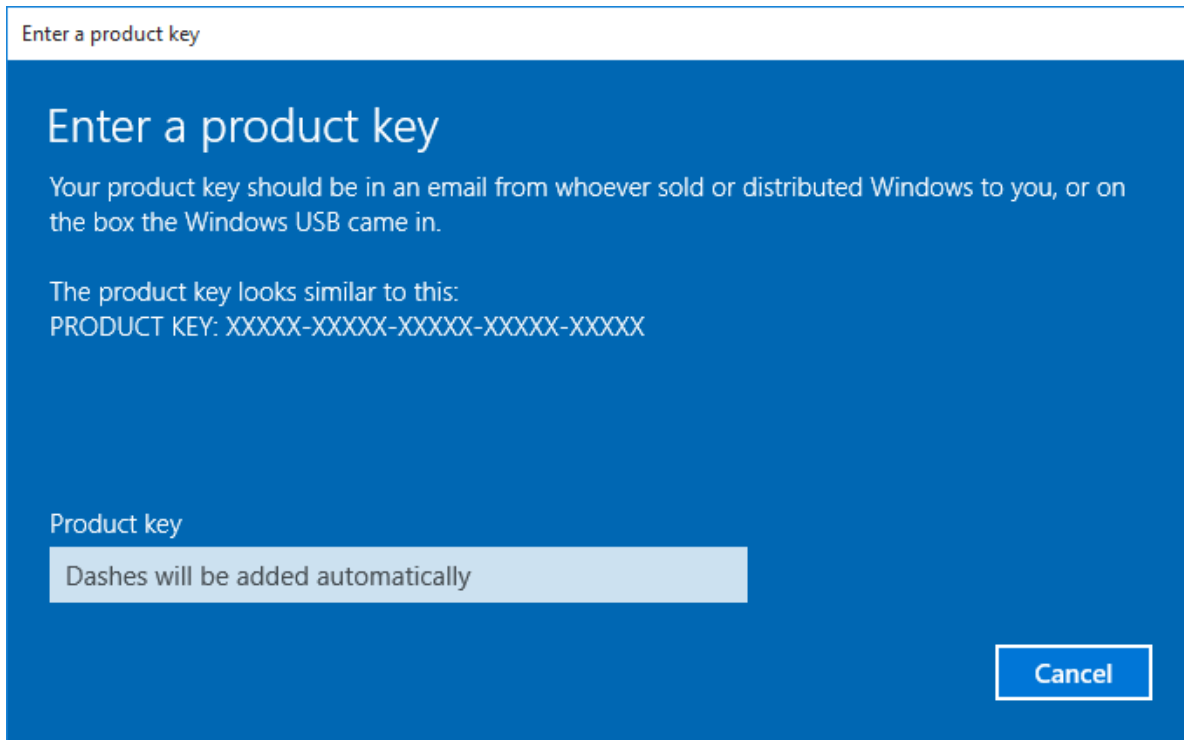 Enter a product key
Enter a product key
Your product key should be in an email from whoever sold or distributed Windows to you, or on
the box the Windows USB came in.
The product key looks similar to this:
PRODUCT KEY: XXXXX-XXXXX-XXXXX-XXXXX-XXXXX
Product key
Dashes will be added automatically
Cancel